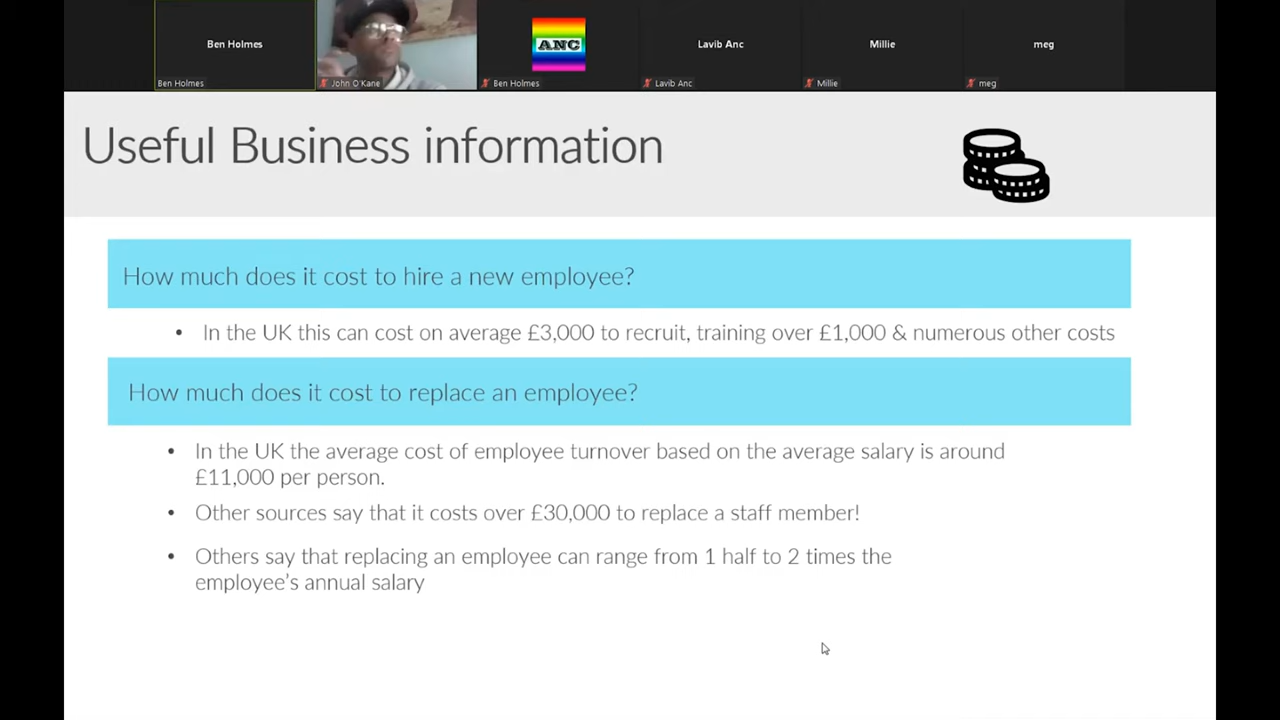 Ben Holmes
Ben Holmes
John O'Kane
ANC
Ben Holmes
Lavib Anc
Lavib Anc
Millie
Millie
meg
meg
Useful Business information
How much does it cost to hire a new employee?
• In the UK this can cost on average £3,000 to recruit, training over £1,000 & numerous other costs
How much does it cost to replace an employee?
• In the UK the average cost of employee turnover based on the average salary is around
£11,000 per person.
• Other sources say that it costs over £30,000 to replace a staff member!
• Others say that replacing an employee can range from 1 half to 2 times the
employee's annual salary